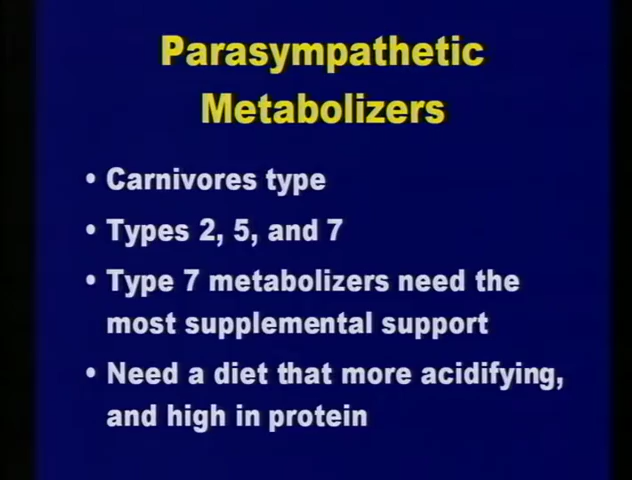 Parasympathetic
Metabolizers
• Carnivores type
• Types 2, 5, and 7
• Type 7 metabolizers need the
most supplemental support
• Need a diet that more acidifying,
and high in protein